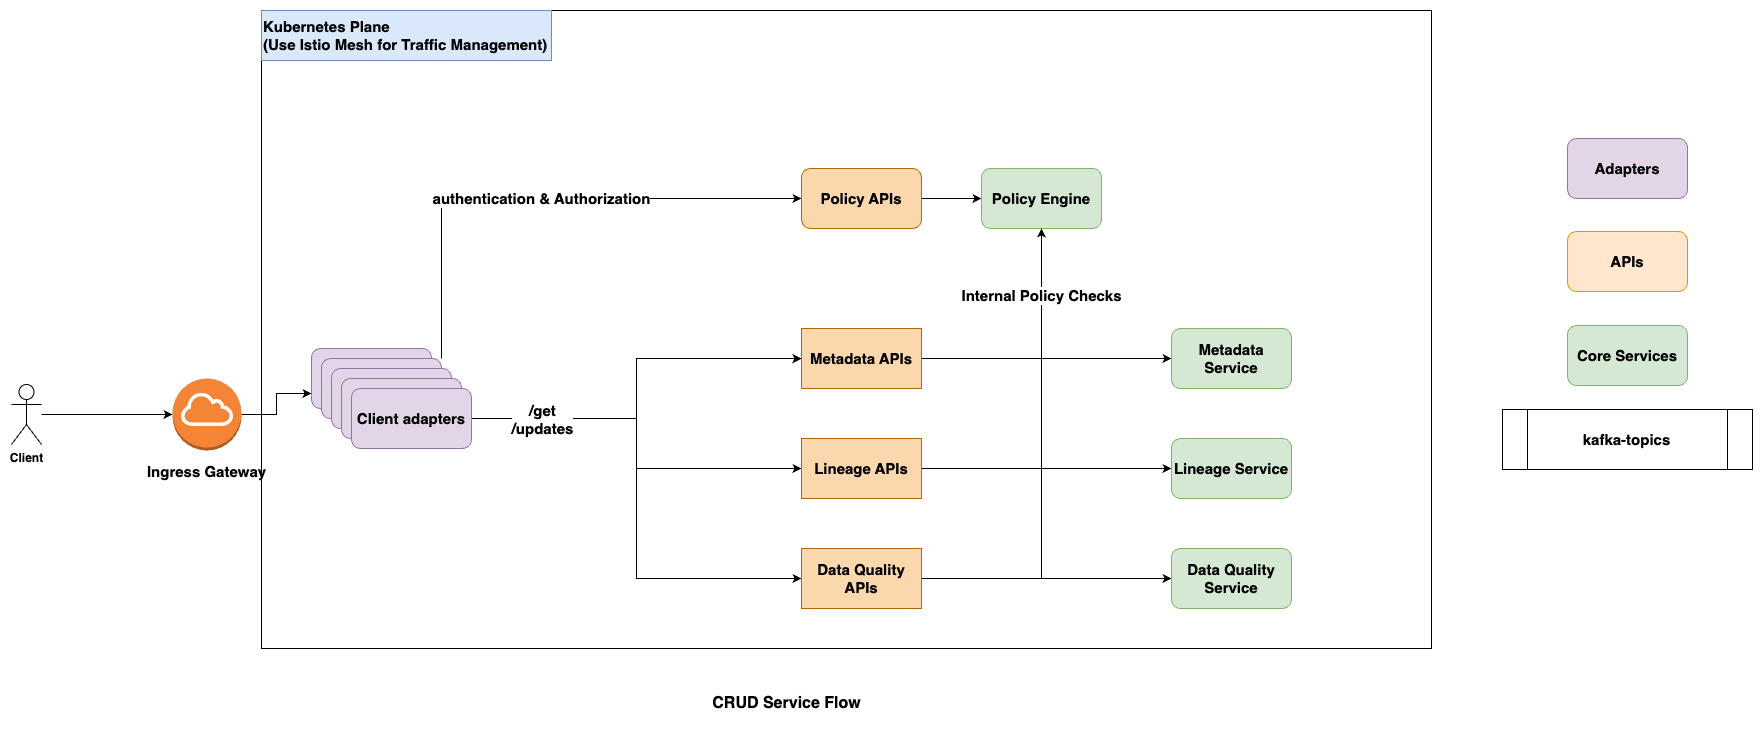 Kubernetes Plane
(Use Istio Mesh for Traffic Management)
authentication & Authorization
Policy APIs
Policy Engine
Internal Policy Checks
Client
Ingress Gateway
Client adapters
/get
/updates
Metadata APIs
Metadata
Service
Lineage APIs
Lineage Service
Data Quality
APIs
Data Quality
Service
Adapters
APIs
Core Services
kafka-topics
CRUD Service Flow